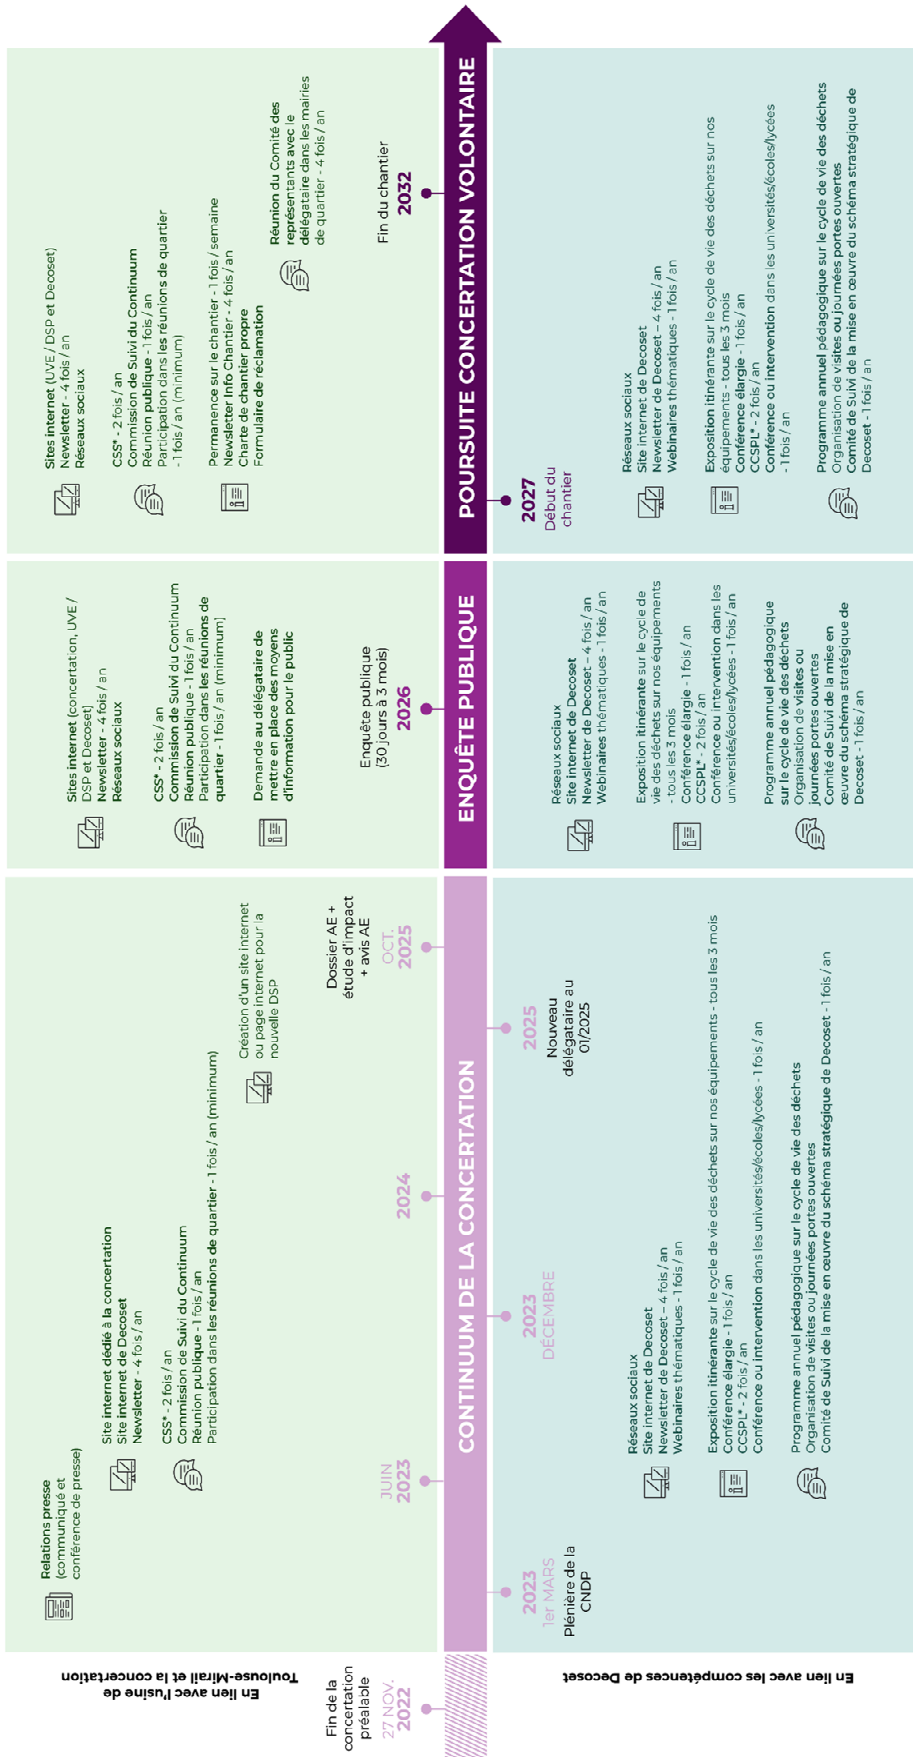 En lien avec l'usine de
Toulouse-Mirail et la concertation
Relations presse
(communiqué et
conférence de presse)
Site internet dédié à la concertation
Site internet de Decoset
Newsletter - 4 fois / an
CSS* - 2 fois / an
Commission de Suivi du Continuum
Réunion publique - 1 fois / an
Participation dans les réunions de quartier - 1 fois / an (minimum)
Création d'un site internet
ou page internet pour la
nouvelle DSP
Sites internet (concertation, UVE /
DSP et Decoset)
Newsletter - 4 fois / an
Réseaux sociaux
CSS* - 2 fois / an
Commission de Suivi du Continuum
Réunion publique - 1 fois / an
Participation dans les réunions de
quartier - 1 fois / an (minimum)
Demande au délégataire de
mettre en place des moyens
d'information pour le public
Sites internet (UVE / DSP et Decoset)
Newsletter - 4 fois / an
Réseaux sociaux
CSS* - 2 fois / an
Commission de Suivi du Continuum
Réunion publique - 1 fois / an
Participation dans les réunions de quartier
- 1 fois / an (minimum)
Permanence sur le chantier - 1 fois / semaine
Newsletter Info Chantier - 4 fois / an
Charte de chantier propre
Formulaire de réclamation
Réunion du Comité des
représentants avec le
délégataire dans les mairies
de quartier - 4 fois / an
Fin de la
concertation
préalable
27 NOV.
2022
JUIN
2023
2024
Dossier AE +
étude d'impact
+ avis AE
OCT.
2025
Enquête publique
(30 jours à 3 mois)
2026
Fin du chantier
2032
CONTINUUM DE LA CONCERTATION
ENQUÊTE PUBLIQUE
POURSUITE CONCERTATION VOLONTAIRE
2023
1er MARS
Plénière de la
CNDP
2023
DÉCEMBRE
2025
Nouveau
délégataire au
01/2025
2027
Début du
chantier
En lien avec les compétences de Decoset
Réseaux sociaux
Site internet de Decoset
Newsletter de Decoset – 4 fois / an
Webinaires thématiques - 1 fois / an
Exposition itinérante sur le cycle de vie des déchets sur nos équipements - tous les 3 mois
Conférence élargie - 1 fois / an
CCSPL* - 2 fois / an
Conférence ou intervention dans les universités/écoles/lycées - 1 fois / an
Programme annuel pédagogique sur le cycle de vie des déchets
Organisation de visites ou journées portes ouvertes
Comité de Suivi de la mise en œuvre du schéma stratégique de Decoset - 1 fois / an
Réseaux sociaux
Site internet de Decoset
Newsletter de Decoset – 4 fois / an
Webinaires thématiques - 1 fois / an
Exposition itinérante sur le cycle de
vie des déchets sur nos équipements
- tous les 3 mois
Conférence élargie - 1 fois / an
CCSPL* - 2 fois / an
Conférence ou intervention dans les
universités/écoles/lycées - 1 fois / an
Programme annuel pédagogique
sur le cycle de vie des déchets
Organisation de visites ou
journées portes ouvertes
Comité de Suivi de la mise en
œuvre du schéma stratégique de
Decoset - 1 fois / an
Réseaux sociaux
Site internet de Decoset
Newsletter de Decoset – 4 fois / an
Webinaires thématiques - 1 fois / an
Exposition itinérante sur le cycle de vie des déchets sur nos
équipements - tous les 3 mois
Conférence élargie - 1 fois / an
CCSPL* - 2 fois / an
Conférence ou intervention dans les universités/écoles/lycées
- 1 fois / an
Programme annuel pédagogique sur le cycle de vie des déchets
Organisation de visites ou journées portes ouvertes
Comité de Suivi de la mise en œuvre du schéma stratégique de
Decoset - 1 fois / an